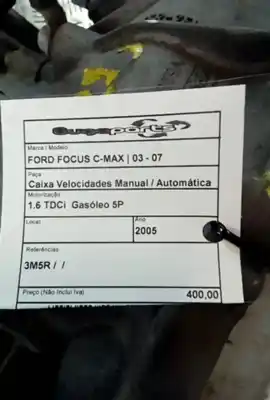 Marca / Modelo
FORD FOCUS C-MAX | 03 - 07
Peça
Caixa Velocidades Manual / Automática
Motorização
1.6 TDCi Gasóleo 5P
Local
Ano
2005
Referências
3M5R / /
Preço (Não Inclui Iva)
400,00